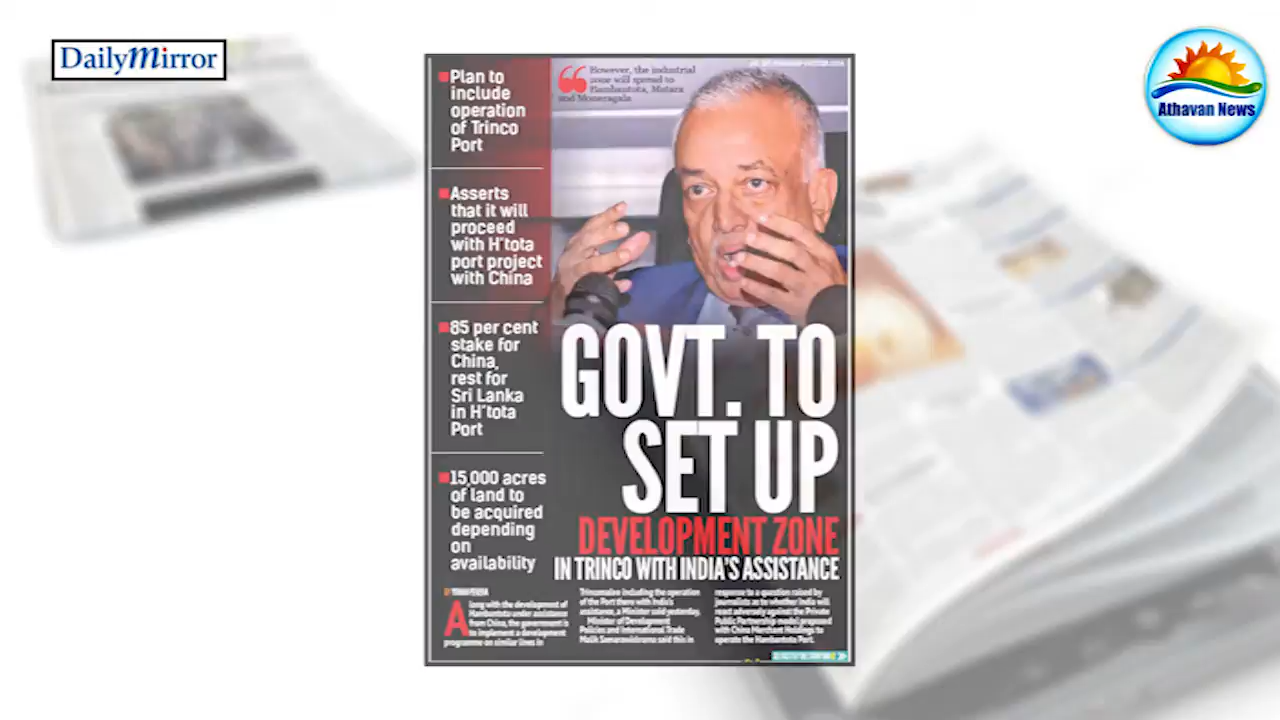 DailyMirror
Athavan News
However, the industrial
zone will spread to
Hambantota, Matara
and Moneragala
Plan to
include
operation
of Trinco
Port
Asserts
that it will
proceed
with H'tota
port project
with China
85 per cent
stake for
China,
rest for
Sri Lanka
in H'tota
Port
15,000 acres
of land to
be acquired
depending
on
availability
GOVT. TO
SET UP
DEVELOPMENT ZONE
IN TRINCO WITH INDIA'S ASSISTANCE
Along with the development of
Hambantota under assistance
from China, the government is
to implement a development
programme on similar lines in
Trincomalee including the operation
of the Port there with India's
assistance, a Minister said yesterday.
Minister of Development
Policies and International Trade
Malik Samarawickrama said this in
response to a question raised by
journalists as to whether India will
react adversely against the Private
Public Partnership model proposed
with China Merchant Holdings to
operate the Hambantota Port.